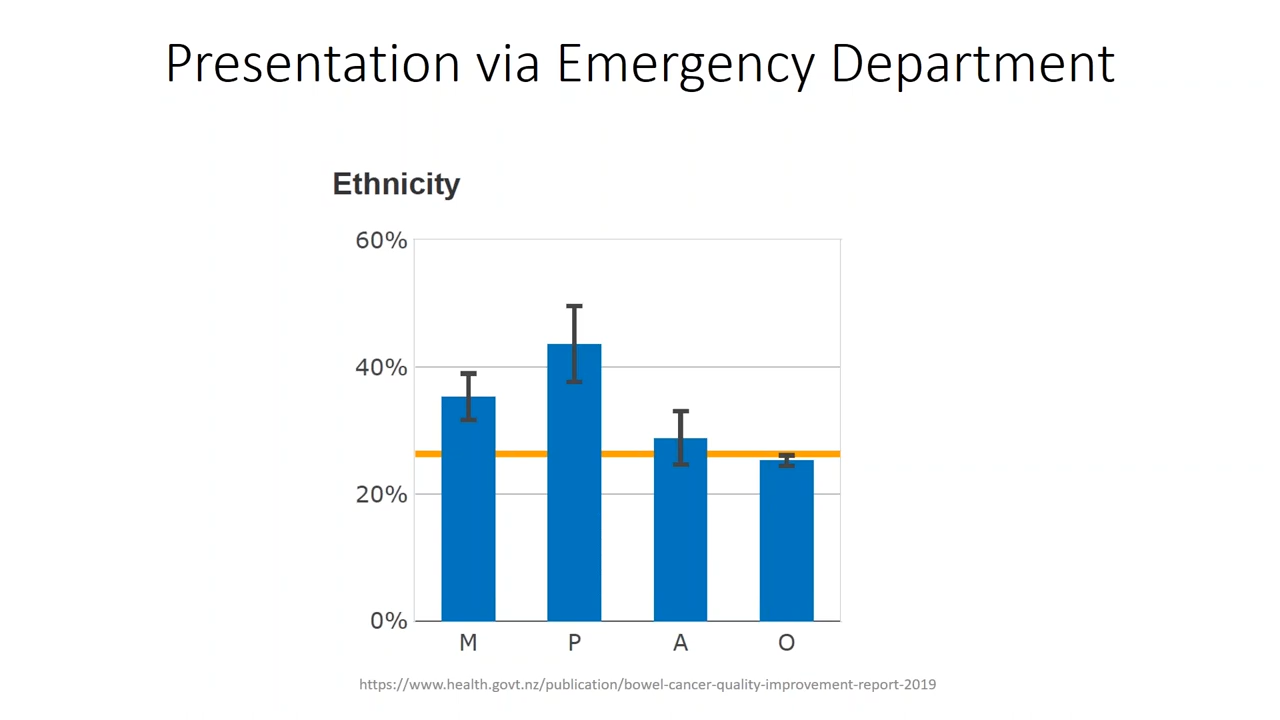 Presentation via Emergency Department
Ethnicity
60%
40%
20%
0%
M P A O
https://www.health.govt.nz/publication/bowel-cancer-quality-improvement-report-2019